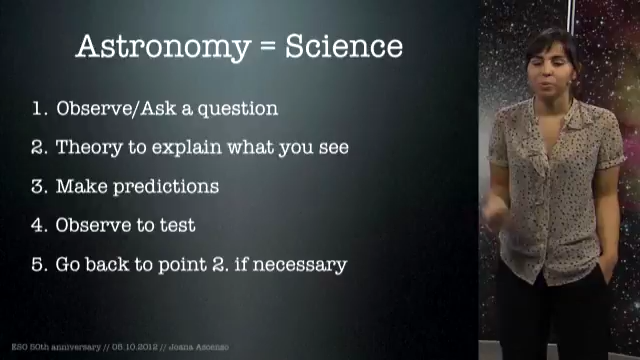 Astronomy = Science
1. Observe/Ask a question
2. Theory to explain what you see
3. Make predictions
4. Observe to test
5. Go back to point 2. if necessary
ESO 50th anniversary // 05.10.2012 // Joana Ascenso